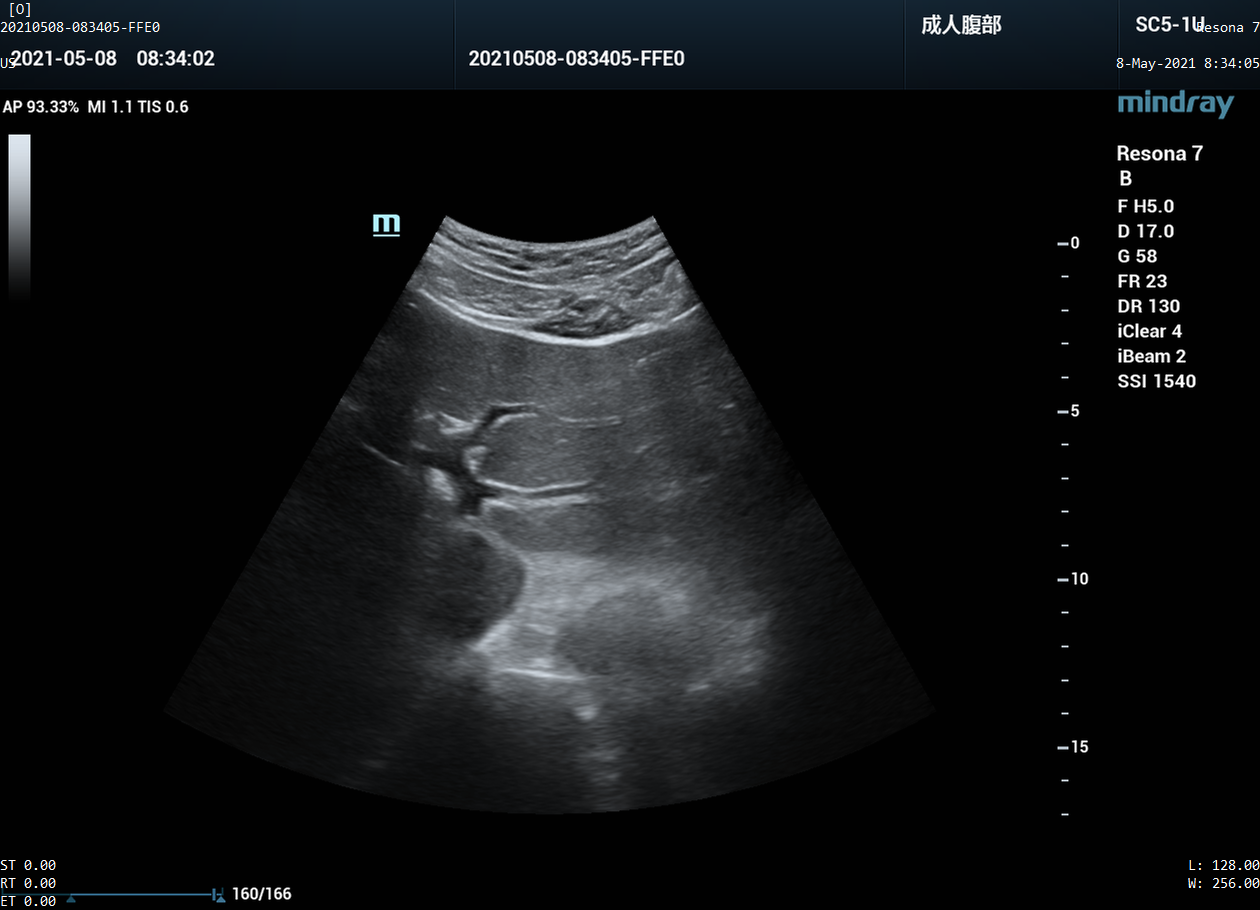 [O]
20210508-083405-FFE0
2021-05-08 08:34:02
US
20210508-083405-FFE0
成人腹部
SC5-1U
Resona 7
8-May-2021 8:34:05
AP 93.33% MI 1.1 TIS 0.6
mindray
Resona 7
B
F H5.0
D 17.0
G 58
FR 23
DR 130
iClear 4
iBeam 2
SSI 1540
m
0
5
10
15
ST 0.00
RT 0.00
ET 0.00
160/166
L: 128.00
W: 256.00